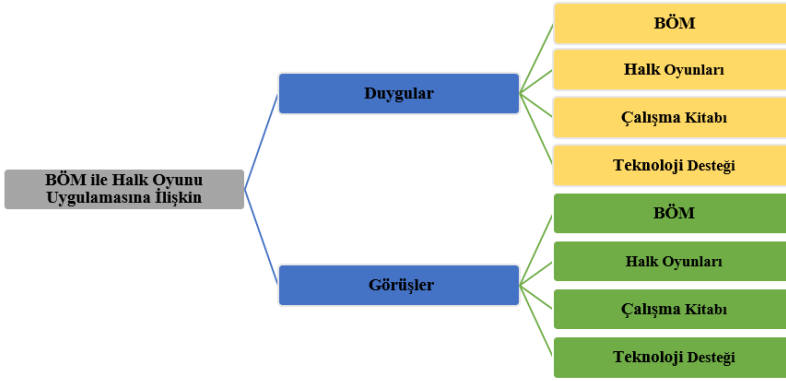 BÖM ile Halk Oyunu
Uygulamasına İlişkin
Duygular
BÖM
Halk Oyunları
Çalışma Kitabı
Teknoloji Desteği
Görüşler
BÖM
Halk Oyunları
Çalışma Kitabı
Teknoloji Desteği